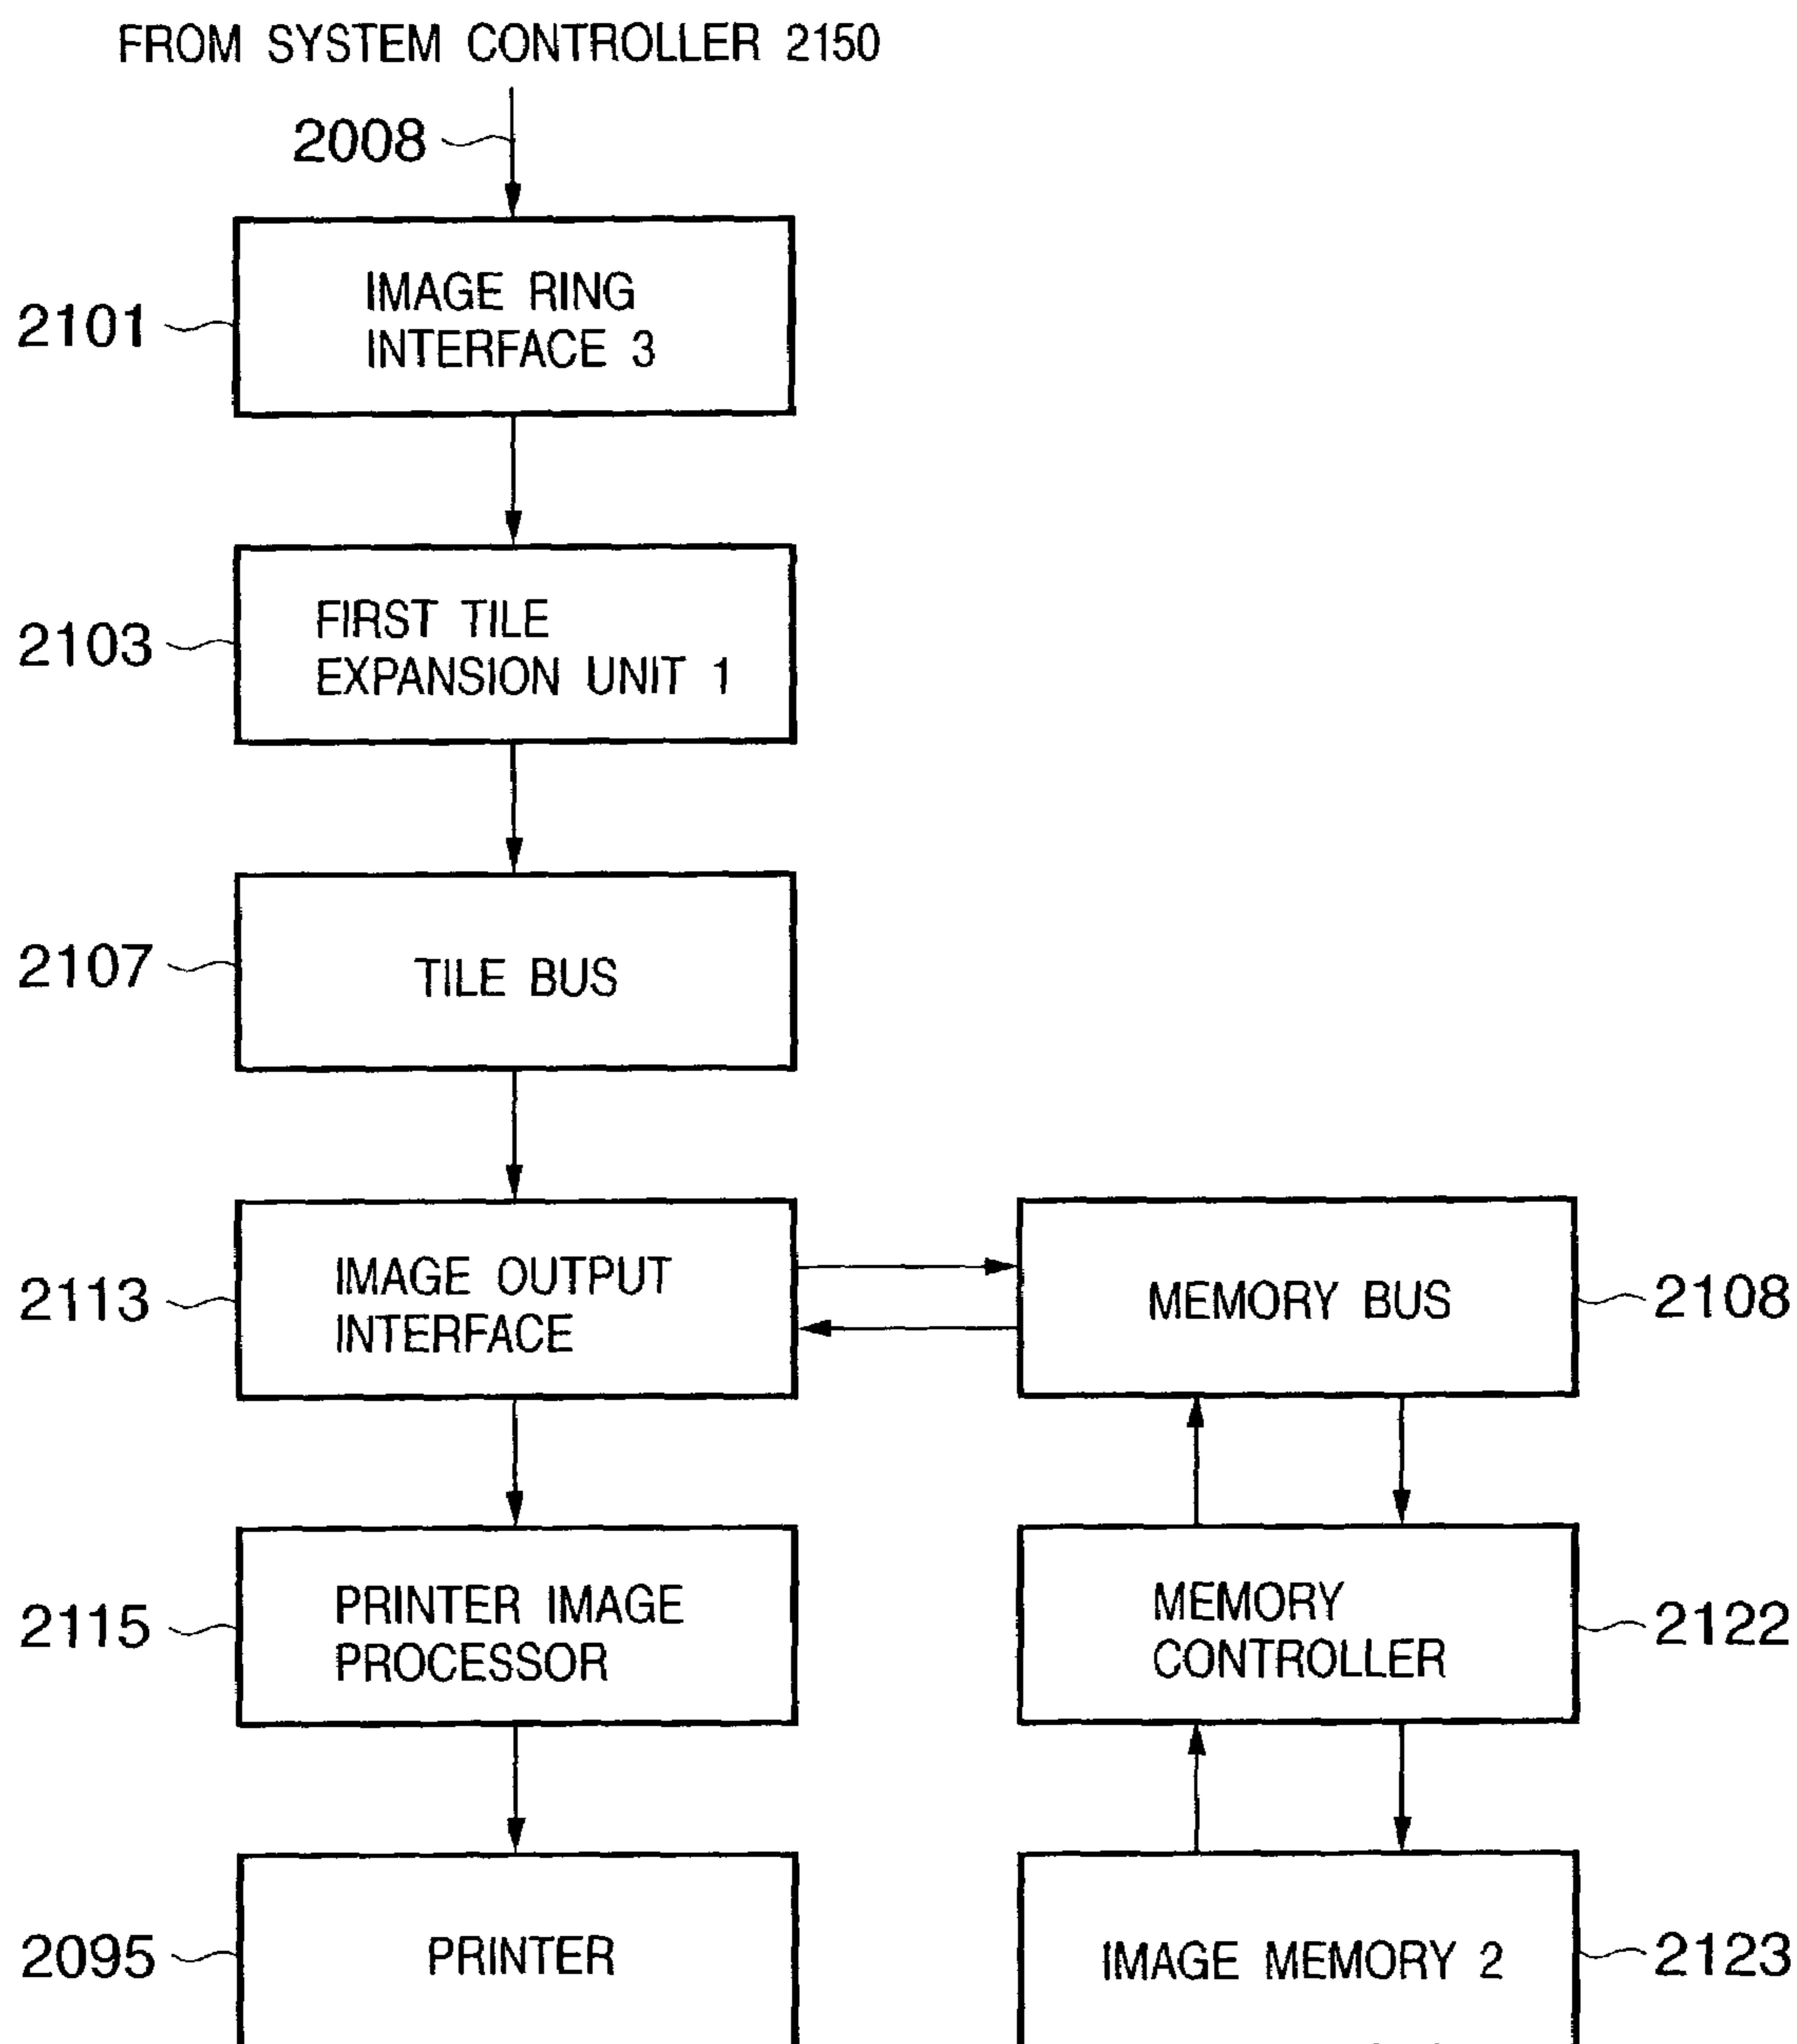 FROM SYSTEM CONTROLLER 2150
2008
2101
IMAGE RING
INTERFACE 3
2103
FIRST TILE
EXPANSION UNIT 1
2107
TILE BUS
2113
IMAGE OUTPUT
INTERFACE
MEMORY BUS
2108
2115
PRINTER IMAGE
PROCESSOR
MEMORY
CONTROLLER
2122
2095
PRINTER
IMAGE MEMORY 2
2123